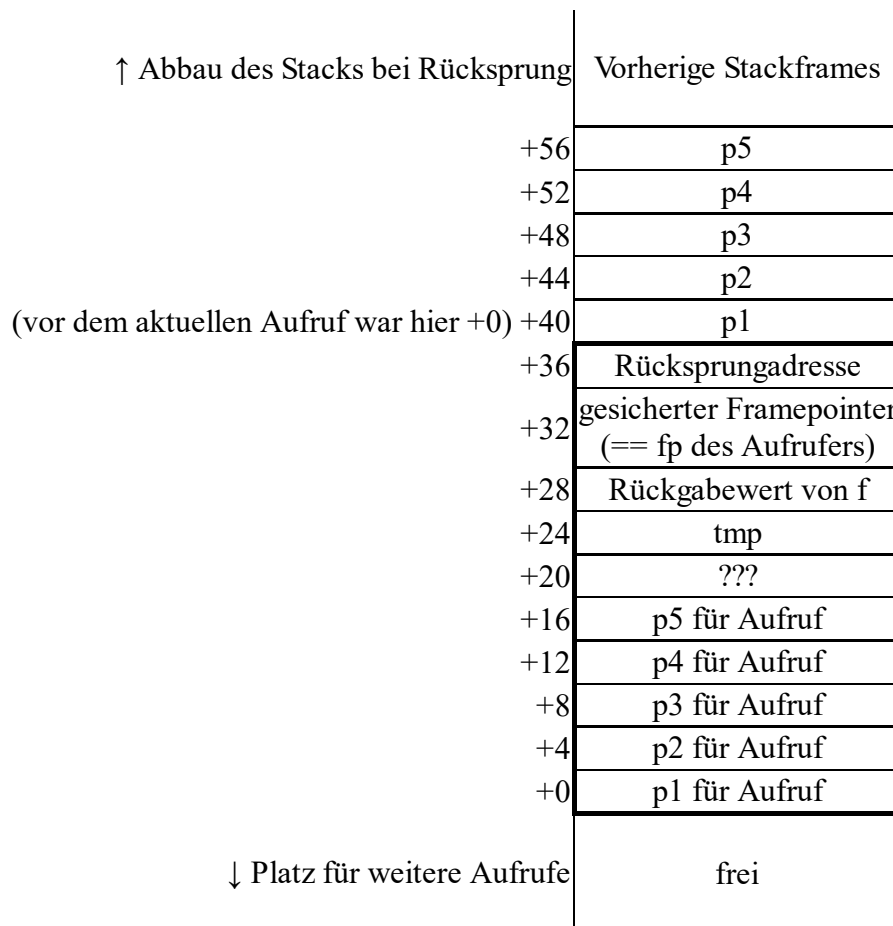 ↑ Abbau des Stacks bei Rücksprung Vorherige Stackframes
+56 p5
+52 p4
+48 p3
+44 p2
(vor dem aktuellen Aufruf war hier +0) +40 p1
+36 Rücksprungadresse
+32 gesicherter Framepointer
(== fp des Aufrufers)
+28 Rückgabewert von f
+24 tmp
+20 ???
+16 p5 für Aufruf
+12 p4 für Aufruf
+8 p3 für Aufruf
+4 p2 für Aufruf
+0 p1 für Aufruf
↓ Platz für weitere Aufrufe frei